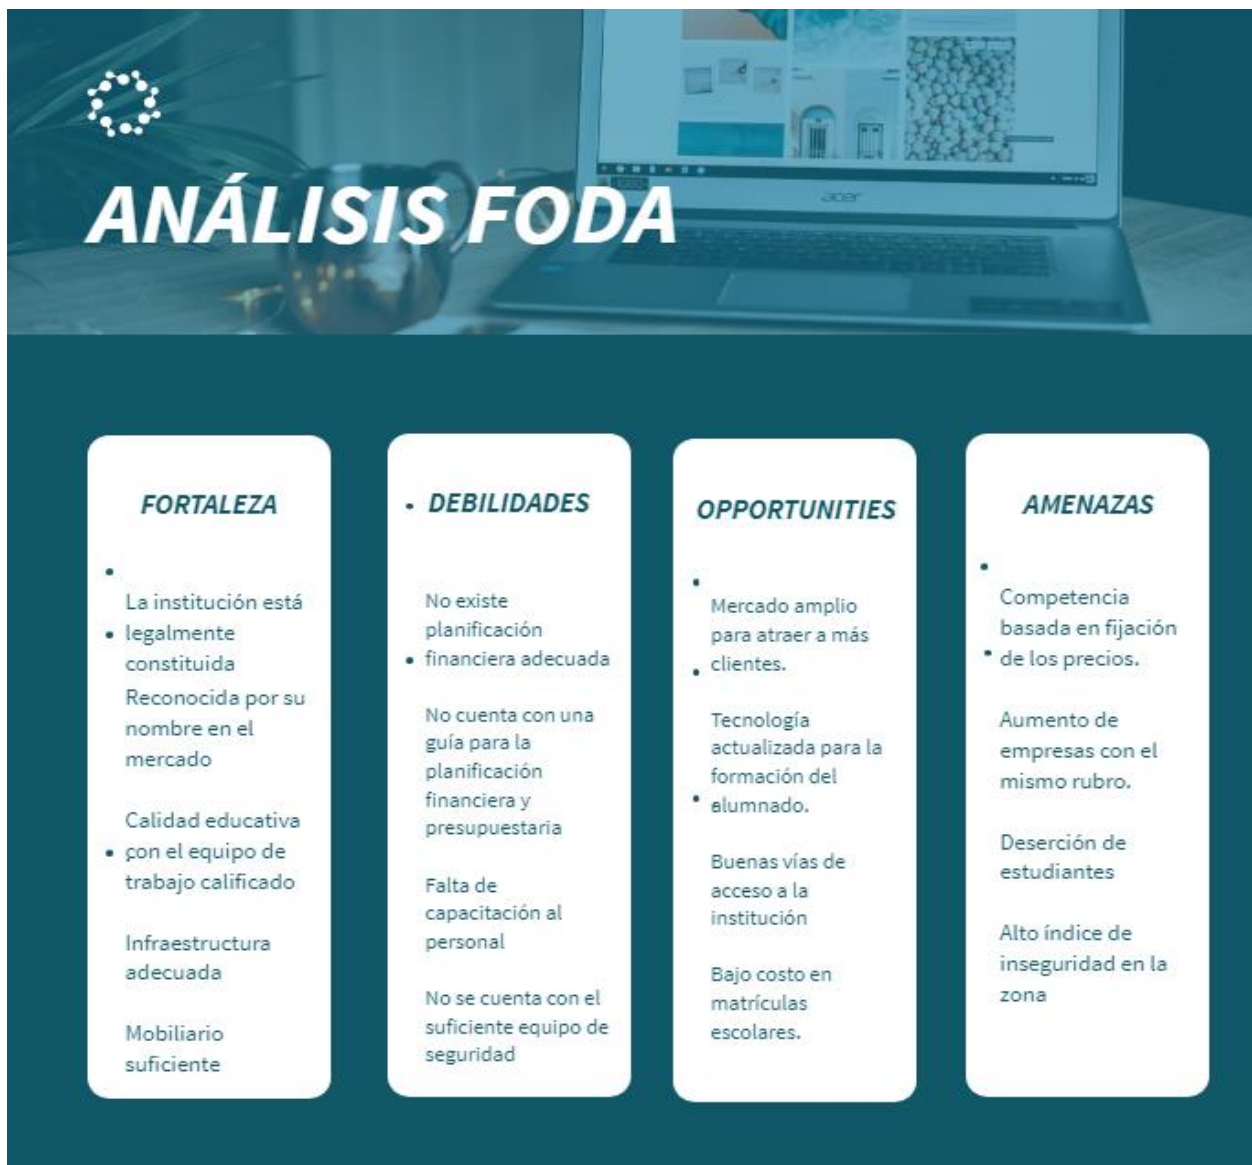 acer
ANÁLISIS FODA
FORTALEZA
La institución está
legalmente
constituida
Reconocida por su
nombre en el
mercado
Calidad educativa
con el equipo de
trabajo calificado
Infraestructura
adecuada
Mobiliario
suficiente
DEBILIDADES
No existe
planificación
financiera adecuada
No cuenta con una
guía para la
planificación
financiera y
presupuestaria
Falta de
capacitación al
personal
No se cuenta con el
suficiente equipo de
seguridad
OPPORTUNITIES
Mercado amplio
para atraer a más
clientes.
Tecnología
actualizada para la
formación del
alumnado.
Buenas vías de
acceso a la
institución
Bajo costo en
matrículas
escolares.
AMENAZAS
Competencia
basada en fijación
de los precios.
Aumento de
empresas con el
mismo rubro.
Deserción de
estudiantes
Alto índice de
inseguridad en la
zona